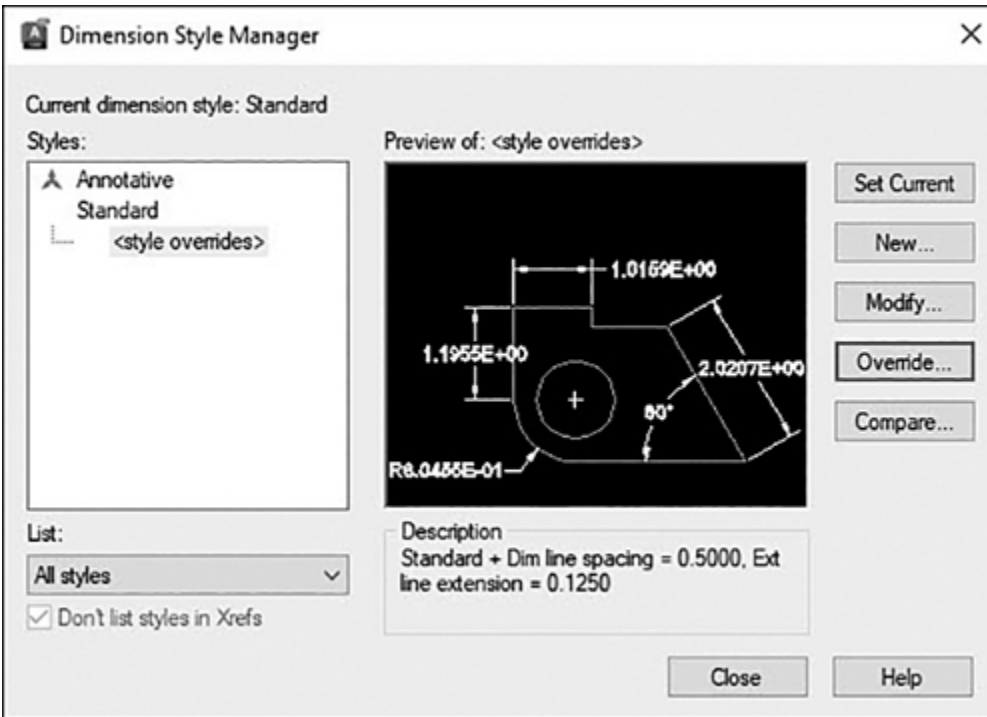 Dimension Style Manager
Current dimension style: Standard
Styles:
Annotative
Standard
<style overrides>
List:
All styles
Don't list styles in Xrefs
Preview of: <style overrides>
1.0159E+00
1.1955E+00
2.0207E+00
60°
R6.0455E-01
Description
Standard + Dim line spacing = 0.5000, Ext
line extension = 0.1250
Set Current
New...
Modify...
Override...
Compare...
Close
Help